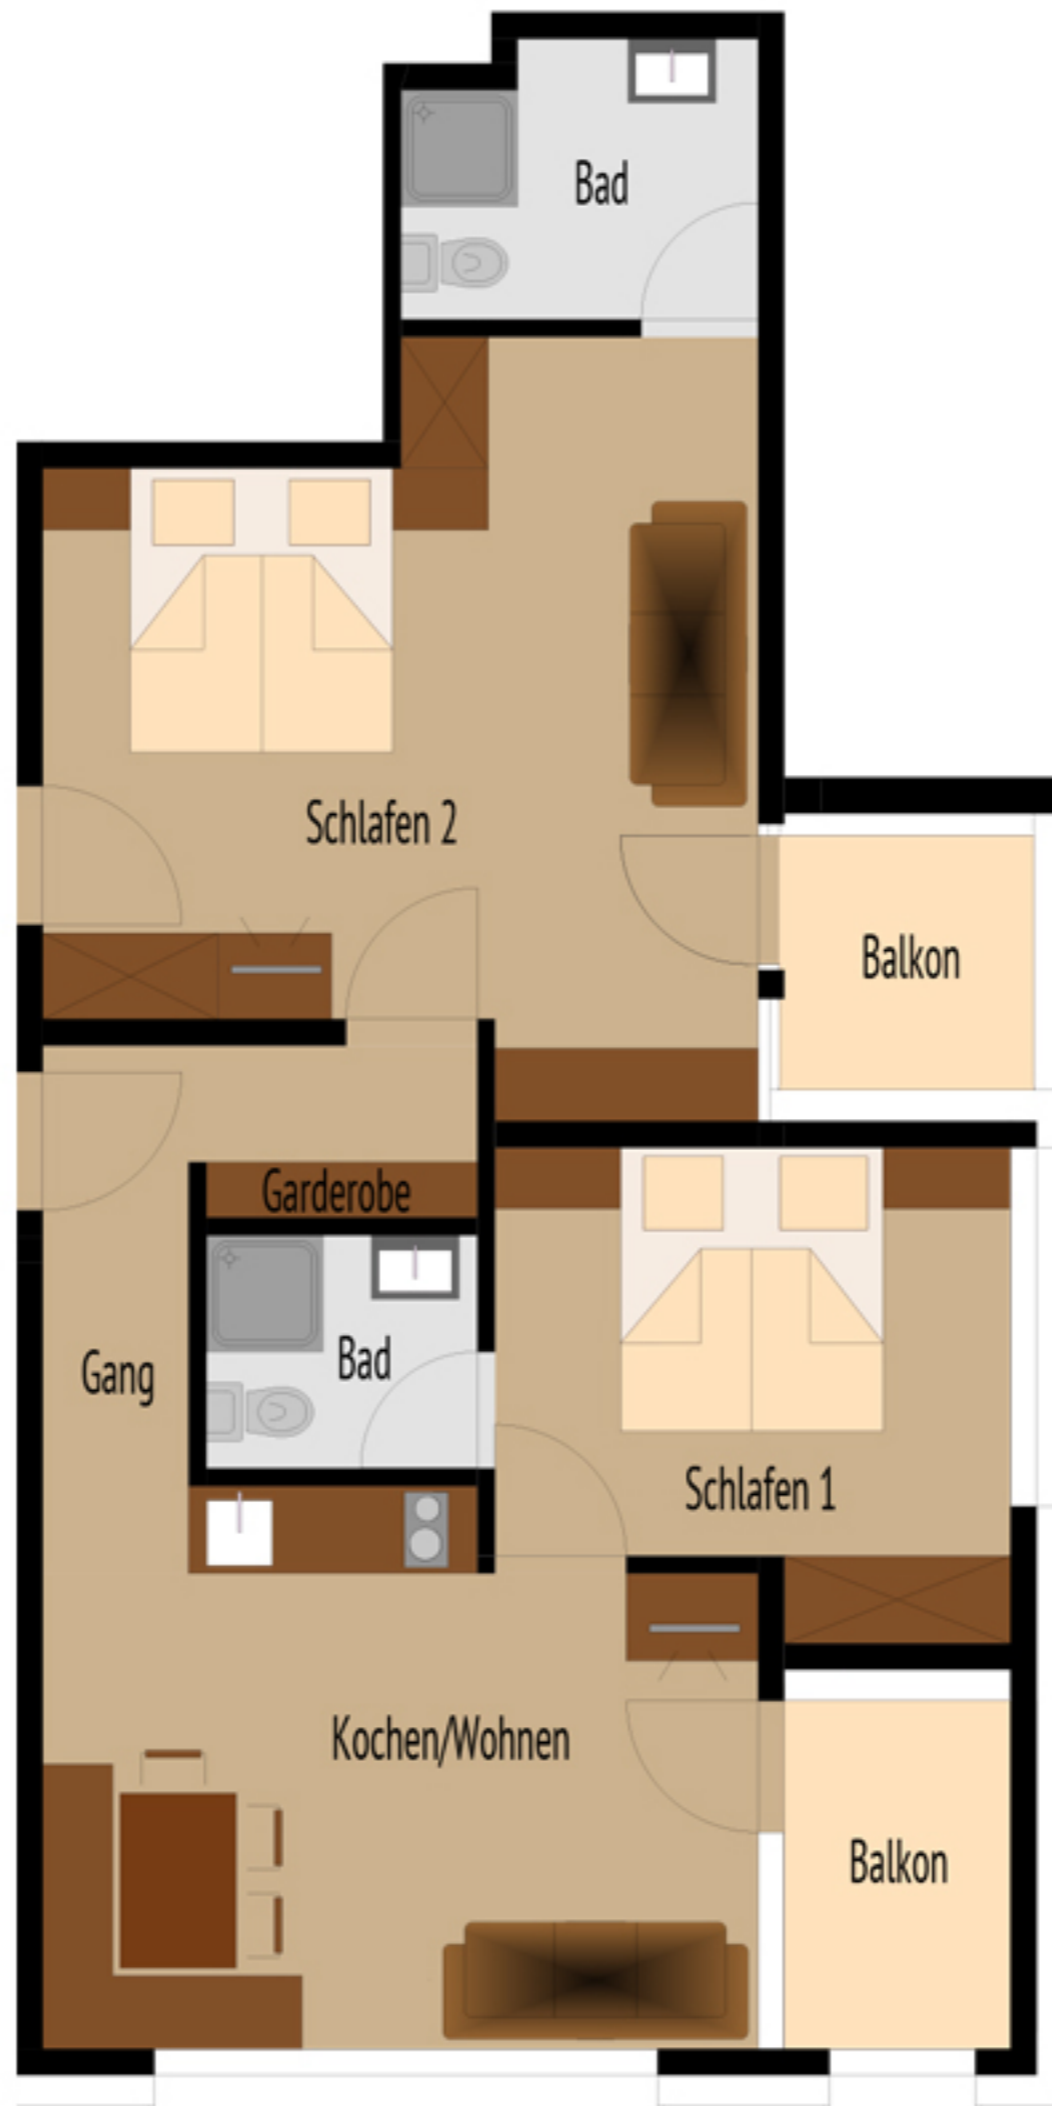 Bad
Schlafen 2
Balkon
Garderobe
Bad
Gang
Schlafen 1
Kochen/Wohnen
Balkon